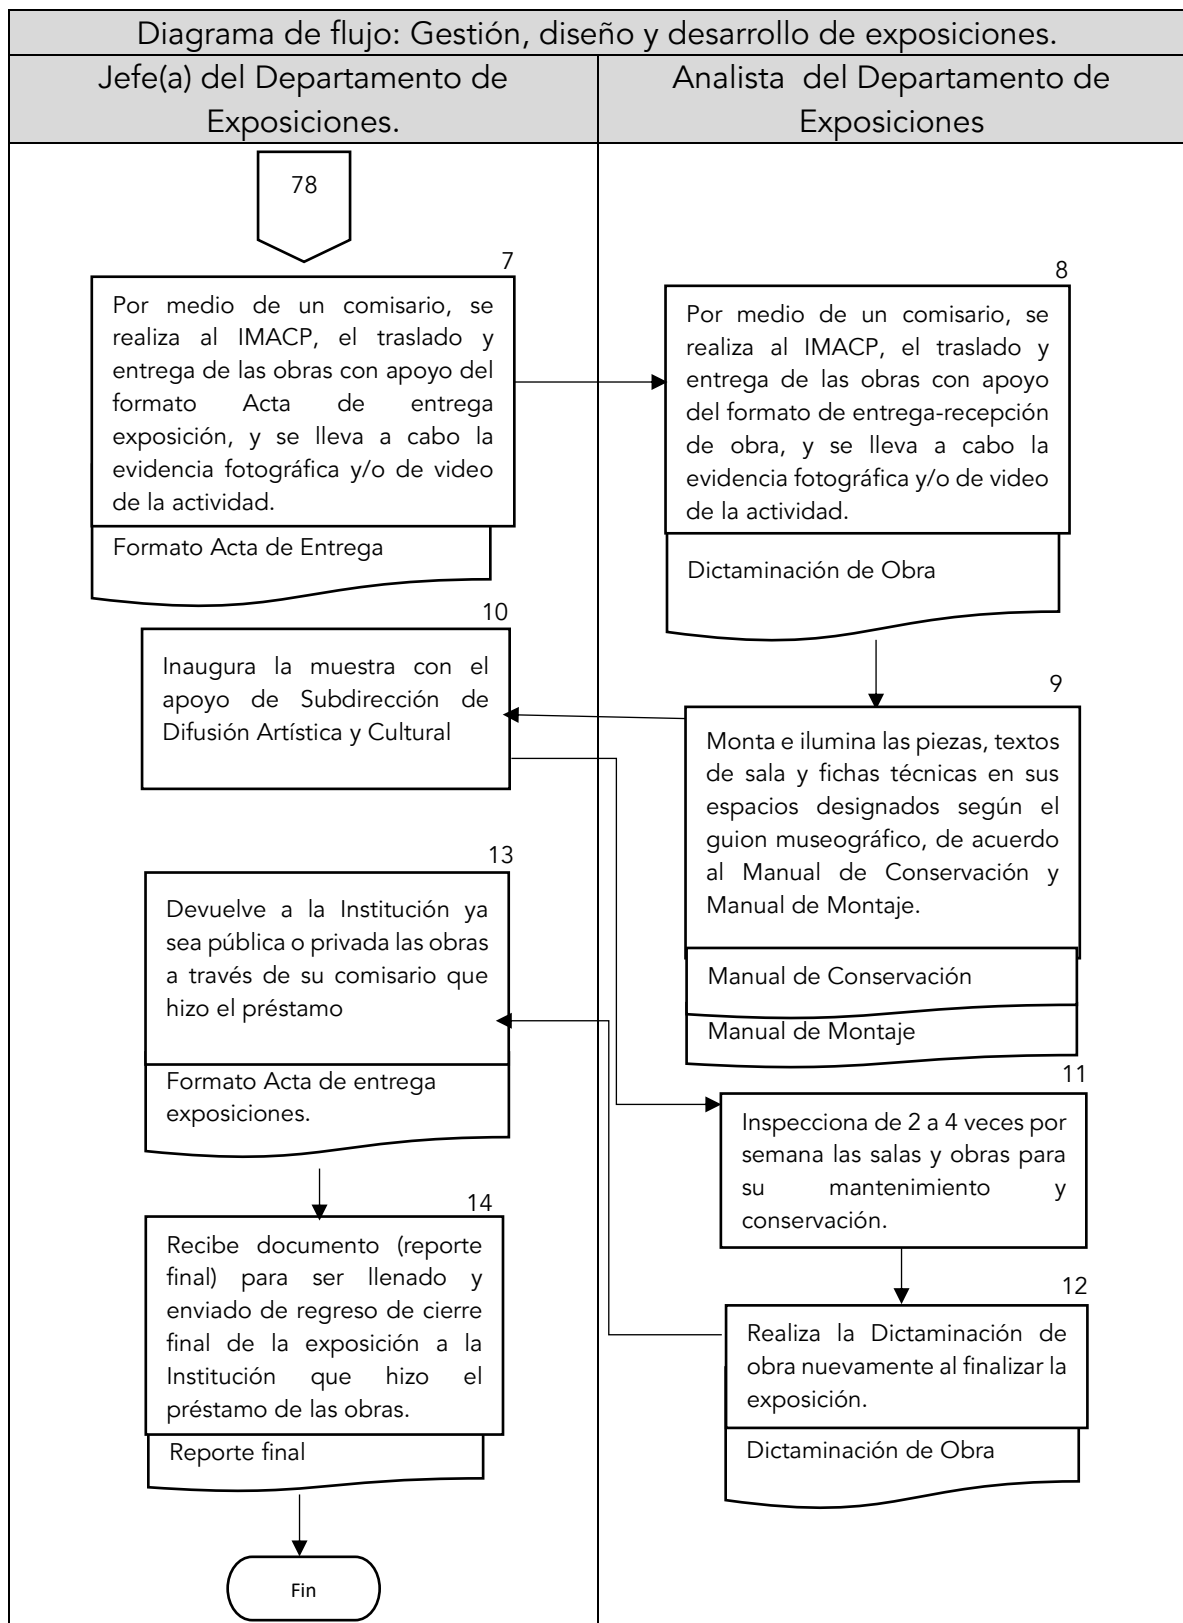 Diagrama de flujo: Gestión, diseño y desarrollo de exposiciones.
Jefe(a) del Departamento de
Exposiciones.
Analista del Departamento de
Exposiciones
78
7
Por medio de un comisario, se
realiza al IMACP, el traslado y
entrega de las obras con apoyo del
formato Acta de entrega
exposición, y se lleva a cabo la
evidencia fotográfica y/o de video
de la actividad.
Formato Acta de Entrega
8
Por medio de un comisario, se
realiza al IMACP, el traslado y
entrega de las obras con apoyo
del formato de entrega-recepción
de obra, y se lleva a cabo la
evidencia fotográfica y/o de video
de la actividad.
Dictaminación de Obra
9
Monta e ilumina las piezas, textos
de sala y fichas técnicas en sus
espacios designados según el
guion museográfico, de acuerdo
al Manual de Conservación y
Manual de Montaje.
Manual de Conservación
Manual de Montaje
10
Inaugura la muestra con el
apoyo de Subdirección de
Difusión Artística y Cultural
11
Inspecciona de 2 a 4 veces por
semana las salas y obras para
su mantenimiento y
conservación.
12
Realiza la Dictaminación de
obra nuevamente al finalizar la
exposición.
Dictaminación de Obra
13
Devuelve a la Institución ya
sea pública o privada las obras
a través de su comisario que
hizo el préstamo
Formato Acta de entrega
exposiciones.
14
Recibe documento (reporte
final) para ser llenado y
enviado de regreso de cierre
final de la exposición a la
Institución que hizo el
préstamo de las obras.
Reporte final
Fin